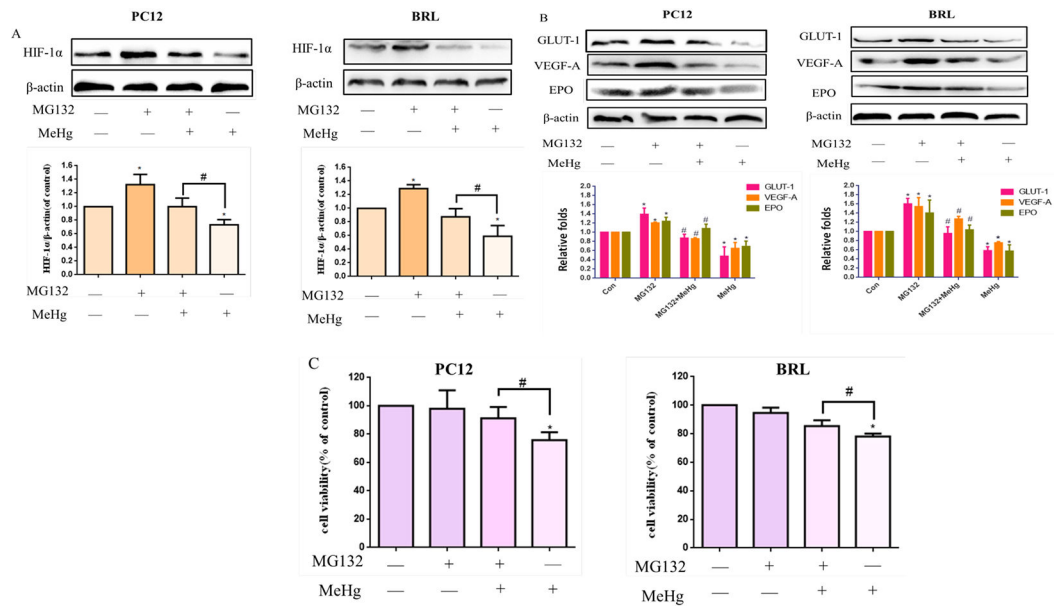 A
PC12
HIF-1α
β-actin
MG132 — + + —
MeHg — — + +
HIF-1α/β-actin(of control)
1.6
1.4
1.2
1.0
0.8
0.6
0.4
0.2
0.0
* # *
MG132 — + + —
MeHg — — + +
BRL
HIF-1α
β-actin
MG132 — + + —
MeHg — — + +
HIF-1α/β-actin(of control)
1.6
1.4
1.2
1.0
0.8
0.6
0.4
0.2
0.0
* # *
MG132 — + + —
MeHg — — + +
B
PC12
GLUT-1
VEGF-A
EPO
β-actin
MG132 — + + —
MeHg — — + +
Relative folds
2.0
1.8
1.6
1.4
1.2
1.0
0.8
0.6
0.4
0.2
0.0
GLUT-1
VEGF-A
EPO
* * * # # # * * *
Con MG132 MG132+MeHg MeHg
BRL
GLUT-1
VEGF-A
EPO
β-actin
MG132 — + + —
MeHg — — + +
Relative folds
2.0
1.8
1.6
1.4
1.2
1.0
0.8
0.6
0.4
0.2
0.0
GLUT-1
VEGF-A
EPO
* * * # # # * * *
Con MG132 MG132+MeHg MeHg
C
PC12
cell viability(% of control)
120
100
80
60
40
20
0
# *
MG132 — + + —
MeHg — — + +
BRL
cell viability(% of control)
120
100
80
60
40
20
0
# *
MG132 — + + —
MeHg — — + +